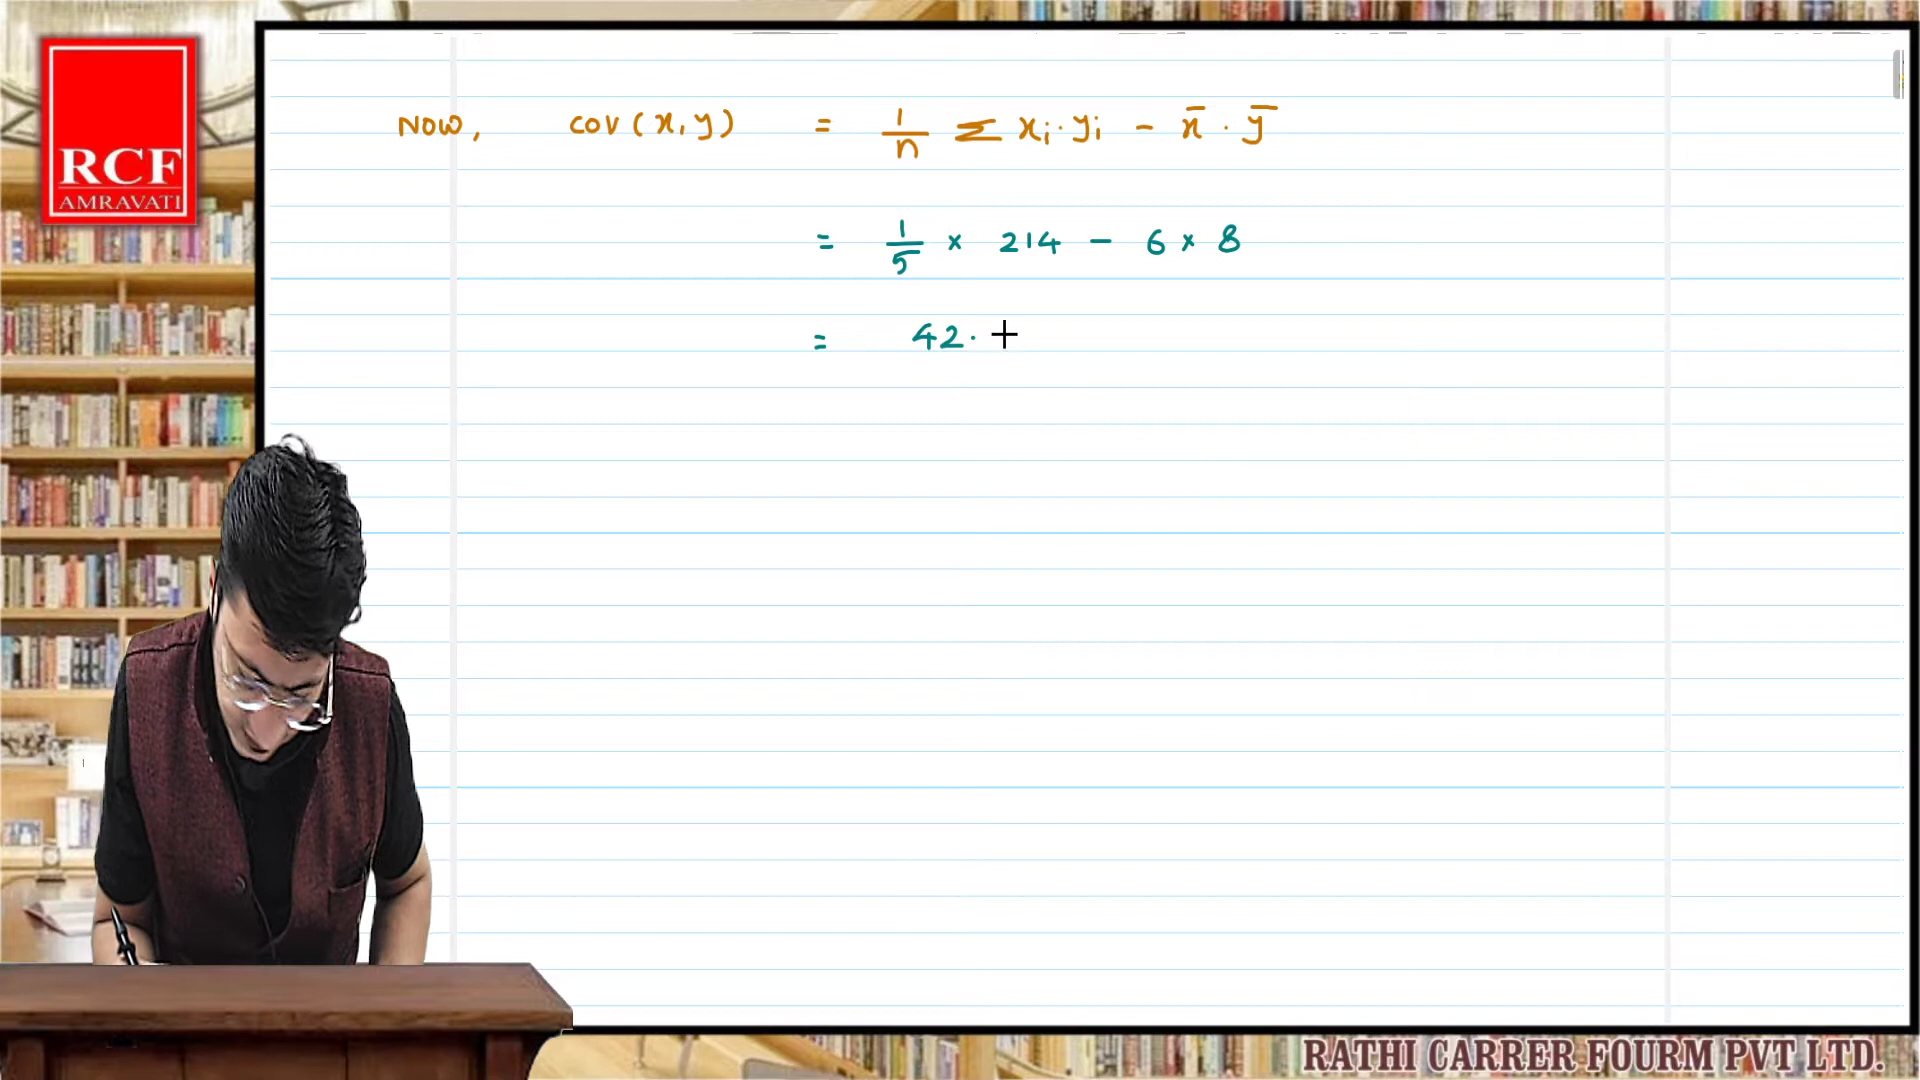 RCF
AMRAVATI
NOW, COV(x,y) = 1/n Σ xi·yi - x̄·ȳ
= 1/5 × 214 - 6 × 8
= 42.
RATHI CARRER FOURM PVT LTD.